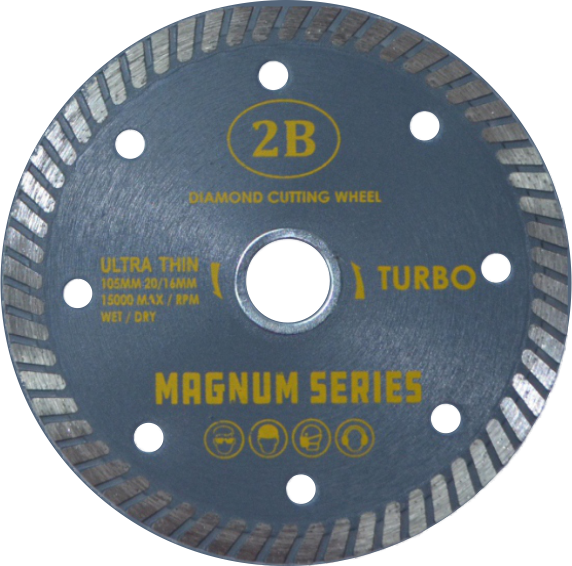 2B
DIAMOND CUTTING WHEEL
ULTRA THIN
105MM 20/16MM
15000 MAX / RPM
WET / DRY
TURBO
MAGNUM SERIES